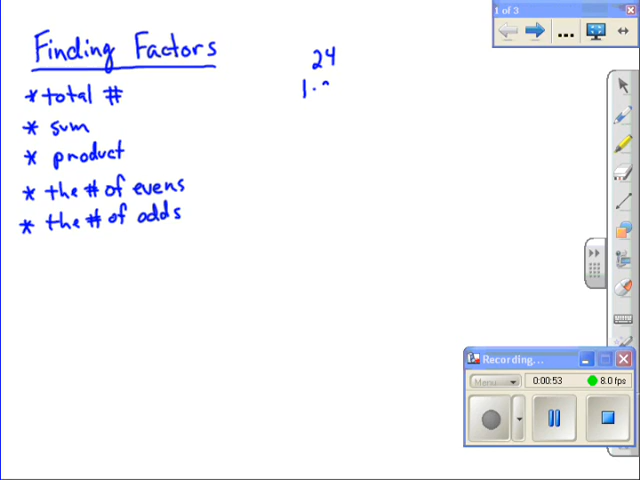 1 of 3
Finding Factors
24
* total #
1 ·
* sum
* product
* the # of evens
* the # of odds
Recording...
Menu
0:00:53
8.0 fps